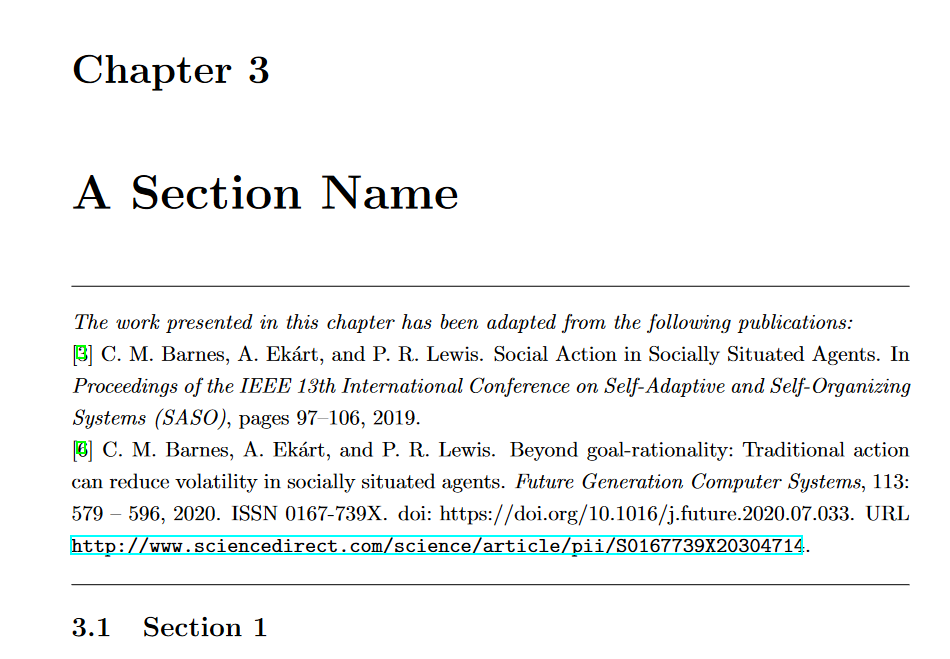 Chapter 3
A Section Name
The work presented in this chapter has been adapted from the following publications:
[3] C. M. Barnes, A. Ekárt, and P. R. Lewis. Social Action in Socially Situated Agents. In
Proceedings of the IEEE 13th International Conference on Self-Adaptive and Self-Organizing
Systems (SASO), pages 97–106, 2019.
[6] C. M. Barnes, A. Ekárt, and P. R. Lewis. Beyond goal-rationality: Traditional action
can reduce volatility in socially situated agents. Future Generation Computer Systems, 113:
579 – 596, 2020. ISSN 0167-739X. doi: https://doi.org/10.1016/j.future.2020.07.033. URL
http://www.sciencedirect.com/science/article/pii/S0167739X20304714.
3.1 Section 1